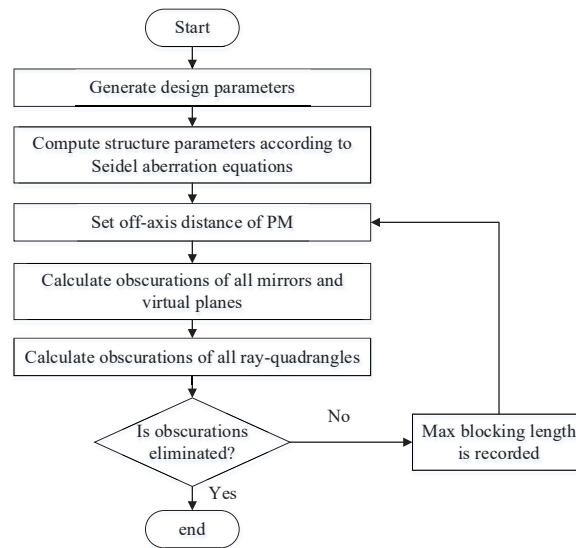 Start
Generate design parameters
Compute structure parameters according to
Seidel aberration equations
Set off-axis distance of PM
Calculate obscurations of all mirrors and
virtual planes
Calculate obscurations of all ray-quadrangles
Is obscurations
eliminated?
No
Max blocking length
is recorded
Yes
end